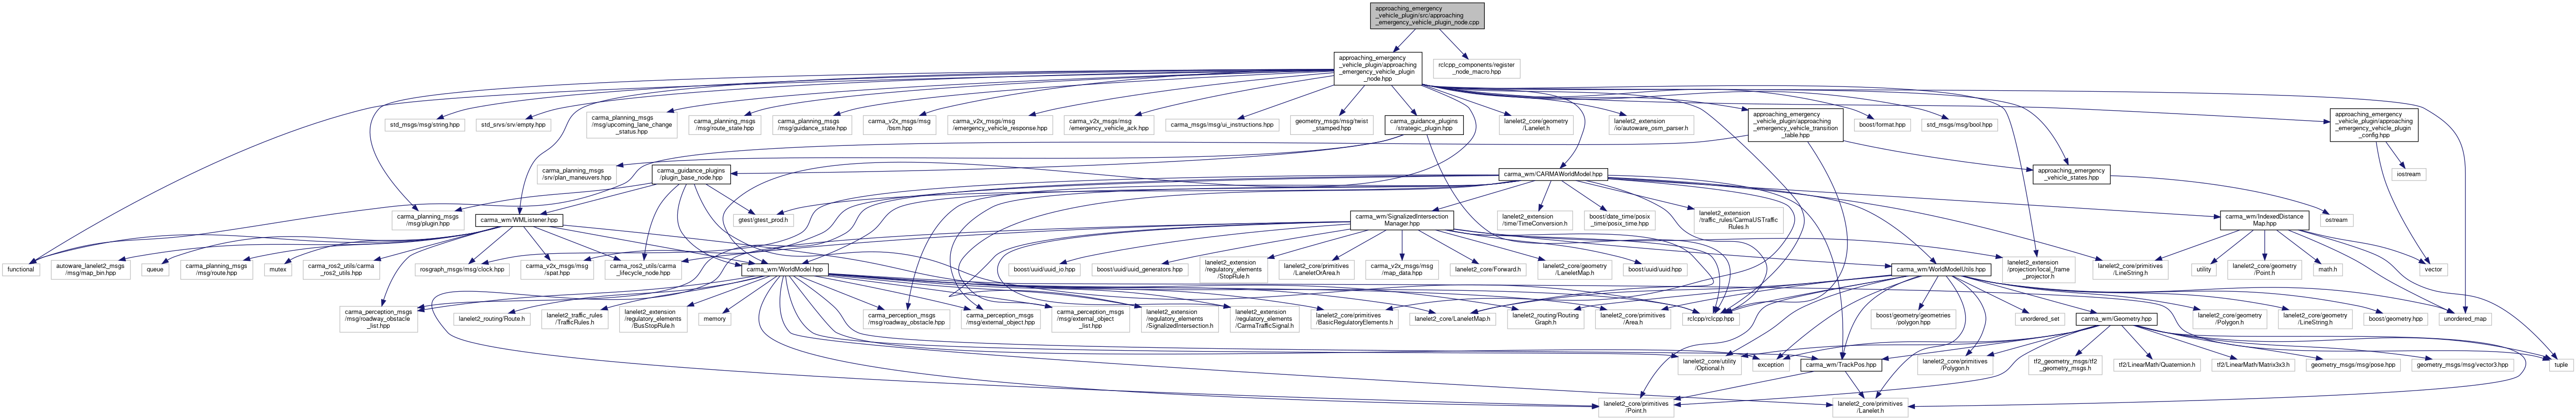 approaching_emergency
_vehicle_plugin/src/approaching
_emergency_vehicle_plugin_node.cpp
approaching_emergency
_vehicle_plugin/approaching
_emergency_vehicle_plugin
_node.hpp
rclcpp_components/register
_node_macro.hpp
std_msgs/msg/string.hpp
std_srvs/srv/empty.hpp
carma_planning_msgs
/msg/upcoming_lane_change
_status.hpp
carma_planning_msgs
/msg/route_state.hpp
carma_planning_msgs
/msg/guidance_state.hpp
carma_v2x_msgs/msg
/bsm.hpp
carma_v2x_msgs/msg
/emergency_vehicle_response.hpp
carma_v2x_msgs/msg
/emergency_vehicle_ack.hpp
carma_msgs/msg/ui_instructions.hpp
geometry_msgs/msg/twist
_stamped.hpp
carma_guidance_plugins
/strategic_plugin.hpp
lanelet2_core/geometry
/Lanelet.h
lanelet2_extension
/io/autoware_osm_parser.h
approaching_emergency
_vehicle_plugin/approaching
_emergency_vehicle_transition
_table.hpp
boost/format.hpp
std_msgs/msg/bool.hpp
approaching_emergency
_vehicle_plugin/approaching
_emergency_vehicle_plugin
_config.hpp
carma_planning_msgs
/srv/plan_maneuvers.hpp
carma_guidance_plugins
/plugin_base_node.hpp
carma_wm/CARMAWorldModel.hpp
approaching_emergency
_vehicle_states.hpp
iostream
carma_planning_msgs
/msg/plugin.hpp
carma_wm/WMListener.hpp
gtest/gtest_prod.h
carma_wm/SignalizedIntersection
Manager.hpp
lanelet2_extension
/time/TimeConversion.h
boost/date_time/posix
_time/posix_time.hpp
lanelet2_extension
/traffic_rules/CarmaUSTraffic
Rules.h
carma_wm/IndexedDistance
Map.hpp
ostream
functional
autoware_lanelet2_msgs
/msg/map_bin.hpp
queue
carma_planning_msgs
/msg/route.hpp
mutex
carma_ros2_utils/carma
_ros2_utils.hpp
rosgraph_msgs/msg/clock.hpp
carma_v2x_msgs/msg
/spat.hpp
carma_ros2_utils/carma
_lifecycle_node.hpp
carma_wm/WorldModel.hpp
boost/uuid/uuid_io.hpp
boost/uuid/uuid_generators.hpp
lanelet2_extension
/regulatory_elements
/StopRule.h
lanelet2_core/primitives
/LaneletOrArea.h
carma_v2x_msgs/msg
/map_data.hpp
lanelet2_core/Forward.h
lanelet2_core/geometry
/LaneletMap.h
boost/uuid/uuid.hpp
carma_wm/WorldModelUtils.hpp
lanelet2_extension
/projection/local_frame
_projector.h
lanelet2_core/primitives
/LineString.h
utility
lanelet2_core/geometry
/Point.h
math.h
vector
carma_perception_msgs
/msg/roadway_obstacle
_list.hpp
lanelet2_routing/Route.h
lanelet2_traffic_rules
/TrafficRules.h
lanelet2_extension
/regulatory_elements
/BusStopRule.h
memory
carma_perception_msgs
/msg/roadway_obstacle.hpp
carma_perception_msgs
/msg/external_object.hpp
carma_perception_msgs
/msg/external_object
_list.hpp
lanelet2_extension
/regulatory_elements
/SignalizedIntersection.h
lanelet2_extension
/regulatory_elements
/CarmaTrafficSignal.h
lanelet2_core/primitives
/BasicRegulatoryElements.h
lanelet2_core/LaneletMap.h
lanelet2_routing/Routing
Graph.hpp
lanelet2_core/primitives
/Area.h
rclcpp/rclcpp.hpp
boost/geometry/geometries
/polygon.hpp
unordered_set
carma_wm/Geometry.hpp
lanelet2_core/geometry
/Polygon.h
lanelet2_core/geometry
/LineString.h
boost/geometry.hpp
unordered_map
lanelet2_core/utility
/Optional.h
exception
carma_wm/TrackPos.hpp
lanelet2_core/primitives
/Polygon.h
tf2_geometry_msgs/tf2
_geometry_msgs.h
tf2/LinearMath/Quaternion.h
tf2/LinearMath/Matrix3x3.h
geometry_msgs/msg/pose.hpp
geometry_msgs/msg/vector3.hpp
tuple
lanelet2_core/primitives
/Point.h
lanelet2_core/primitives
/Lanelet.h